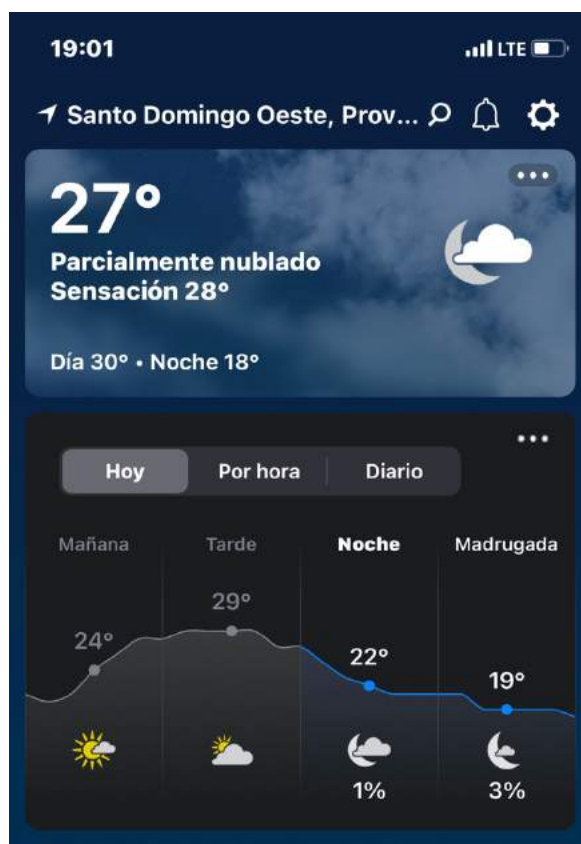 19:01 LTE
Santo Domingo Oeste, Prov...
27°
Parcialmente nublado
Sensación 28°
Día 30° • Noche 18°
Hoy Por hora Diario
Mañana Tarde Noche Madrugada
24° 29° 22° 19°
1% 3%